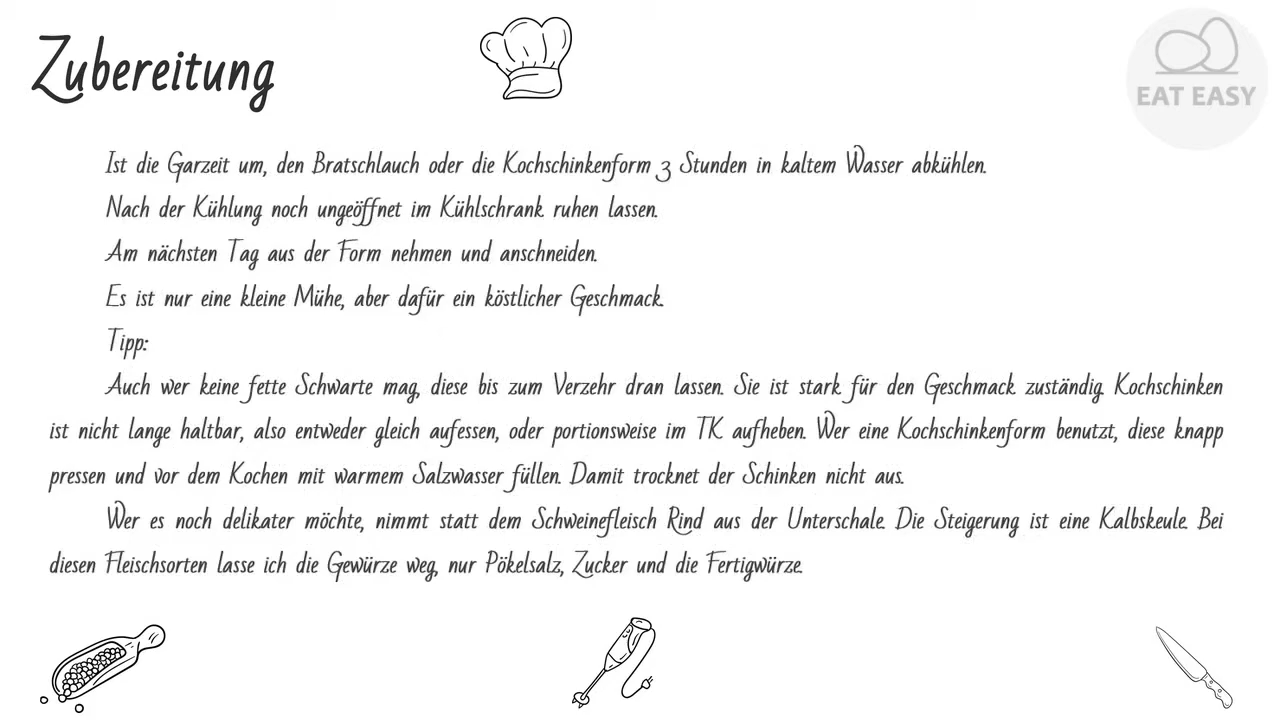 Zubereitung
EAT EASY
Ist die Garzeit um, den Bratschlauch oder die Kochschinkenform 3 Stunden in kaltem Wasser abkühlen.
Nach der Kühlung noch ungeöffnet im Kühlschrank ruhen lassen.
Am nächsten Tag aus der Form nehmen und anschneiden.
Es ist nur eine kleine Mühe, aber dafür ein köstlicher Geschmack.
Tipp:
Auch wer keine fette Schwarte mag, diese bis zum Verzehr dran lassen. Sie ist stark für den Geschmack zuständig. Kochschinken
ist nicht lange haltbar, also entweder gleich aufessen, oder portionsweise im TK aufheben. Wer eine Kochschinkenform benutzt, diese knapp
pressen und vor dem Kochen mit warmem Salzwasser füllen. Damit trocknet der Schinken nicht aus.
Wer es noch delikater möchte, nimmt statt dem Schweinefleisch Rind aus der Unterschale. Die Steigerung ist eine Kalbskeule. Bei
diesen Fleischsorten lasse ich die Gewürze weg, nur Pökelsalz, Zucker und die Fertigwürze.